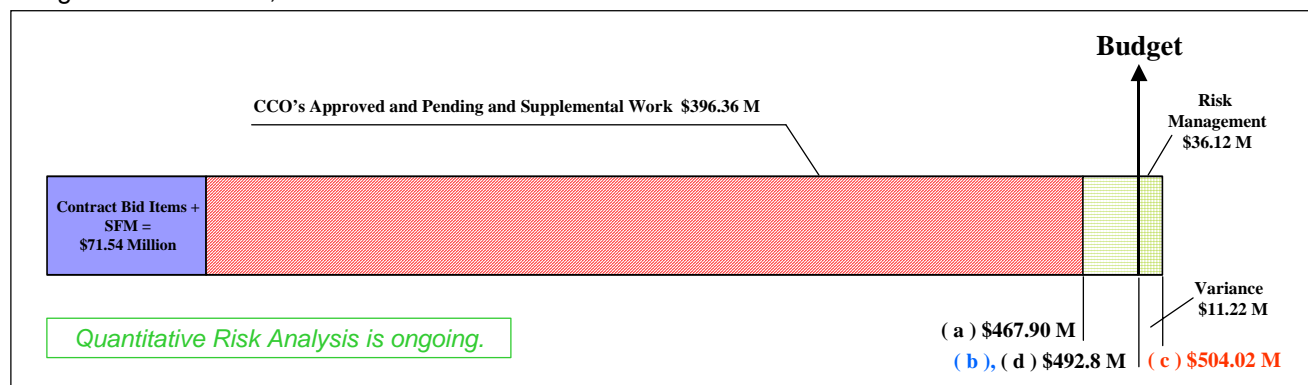 Budget
CCO's Approved and Pending and Supplemental Work $396.36 M
Risk
Management
$36.12 M
Contract Bid Items +
SFM =
$71.54 Million
Variance
$11.22 M
Quantitative Risk Analysis is ongoing.
( a ) $467.90 M
( b ), ( d ) $492.8 M
( c ) $504.02 M